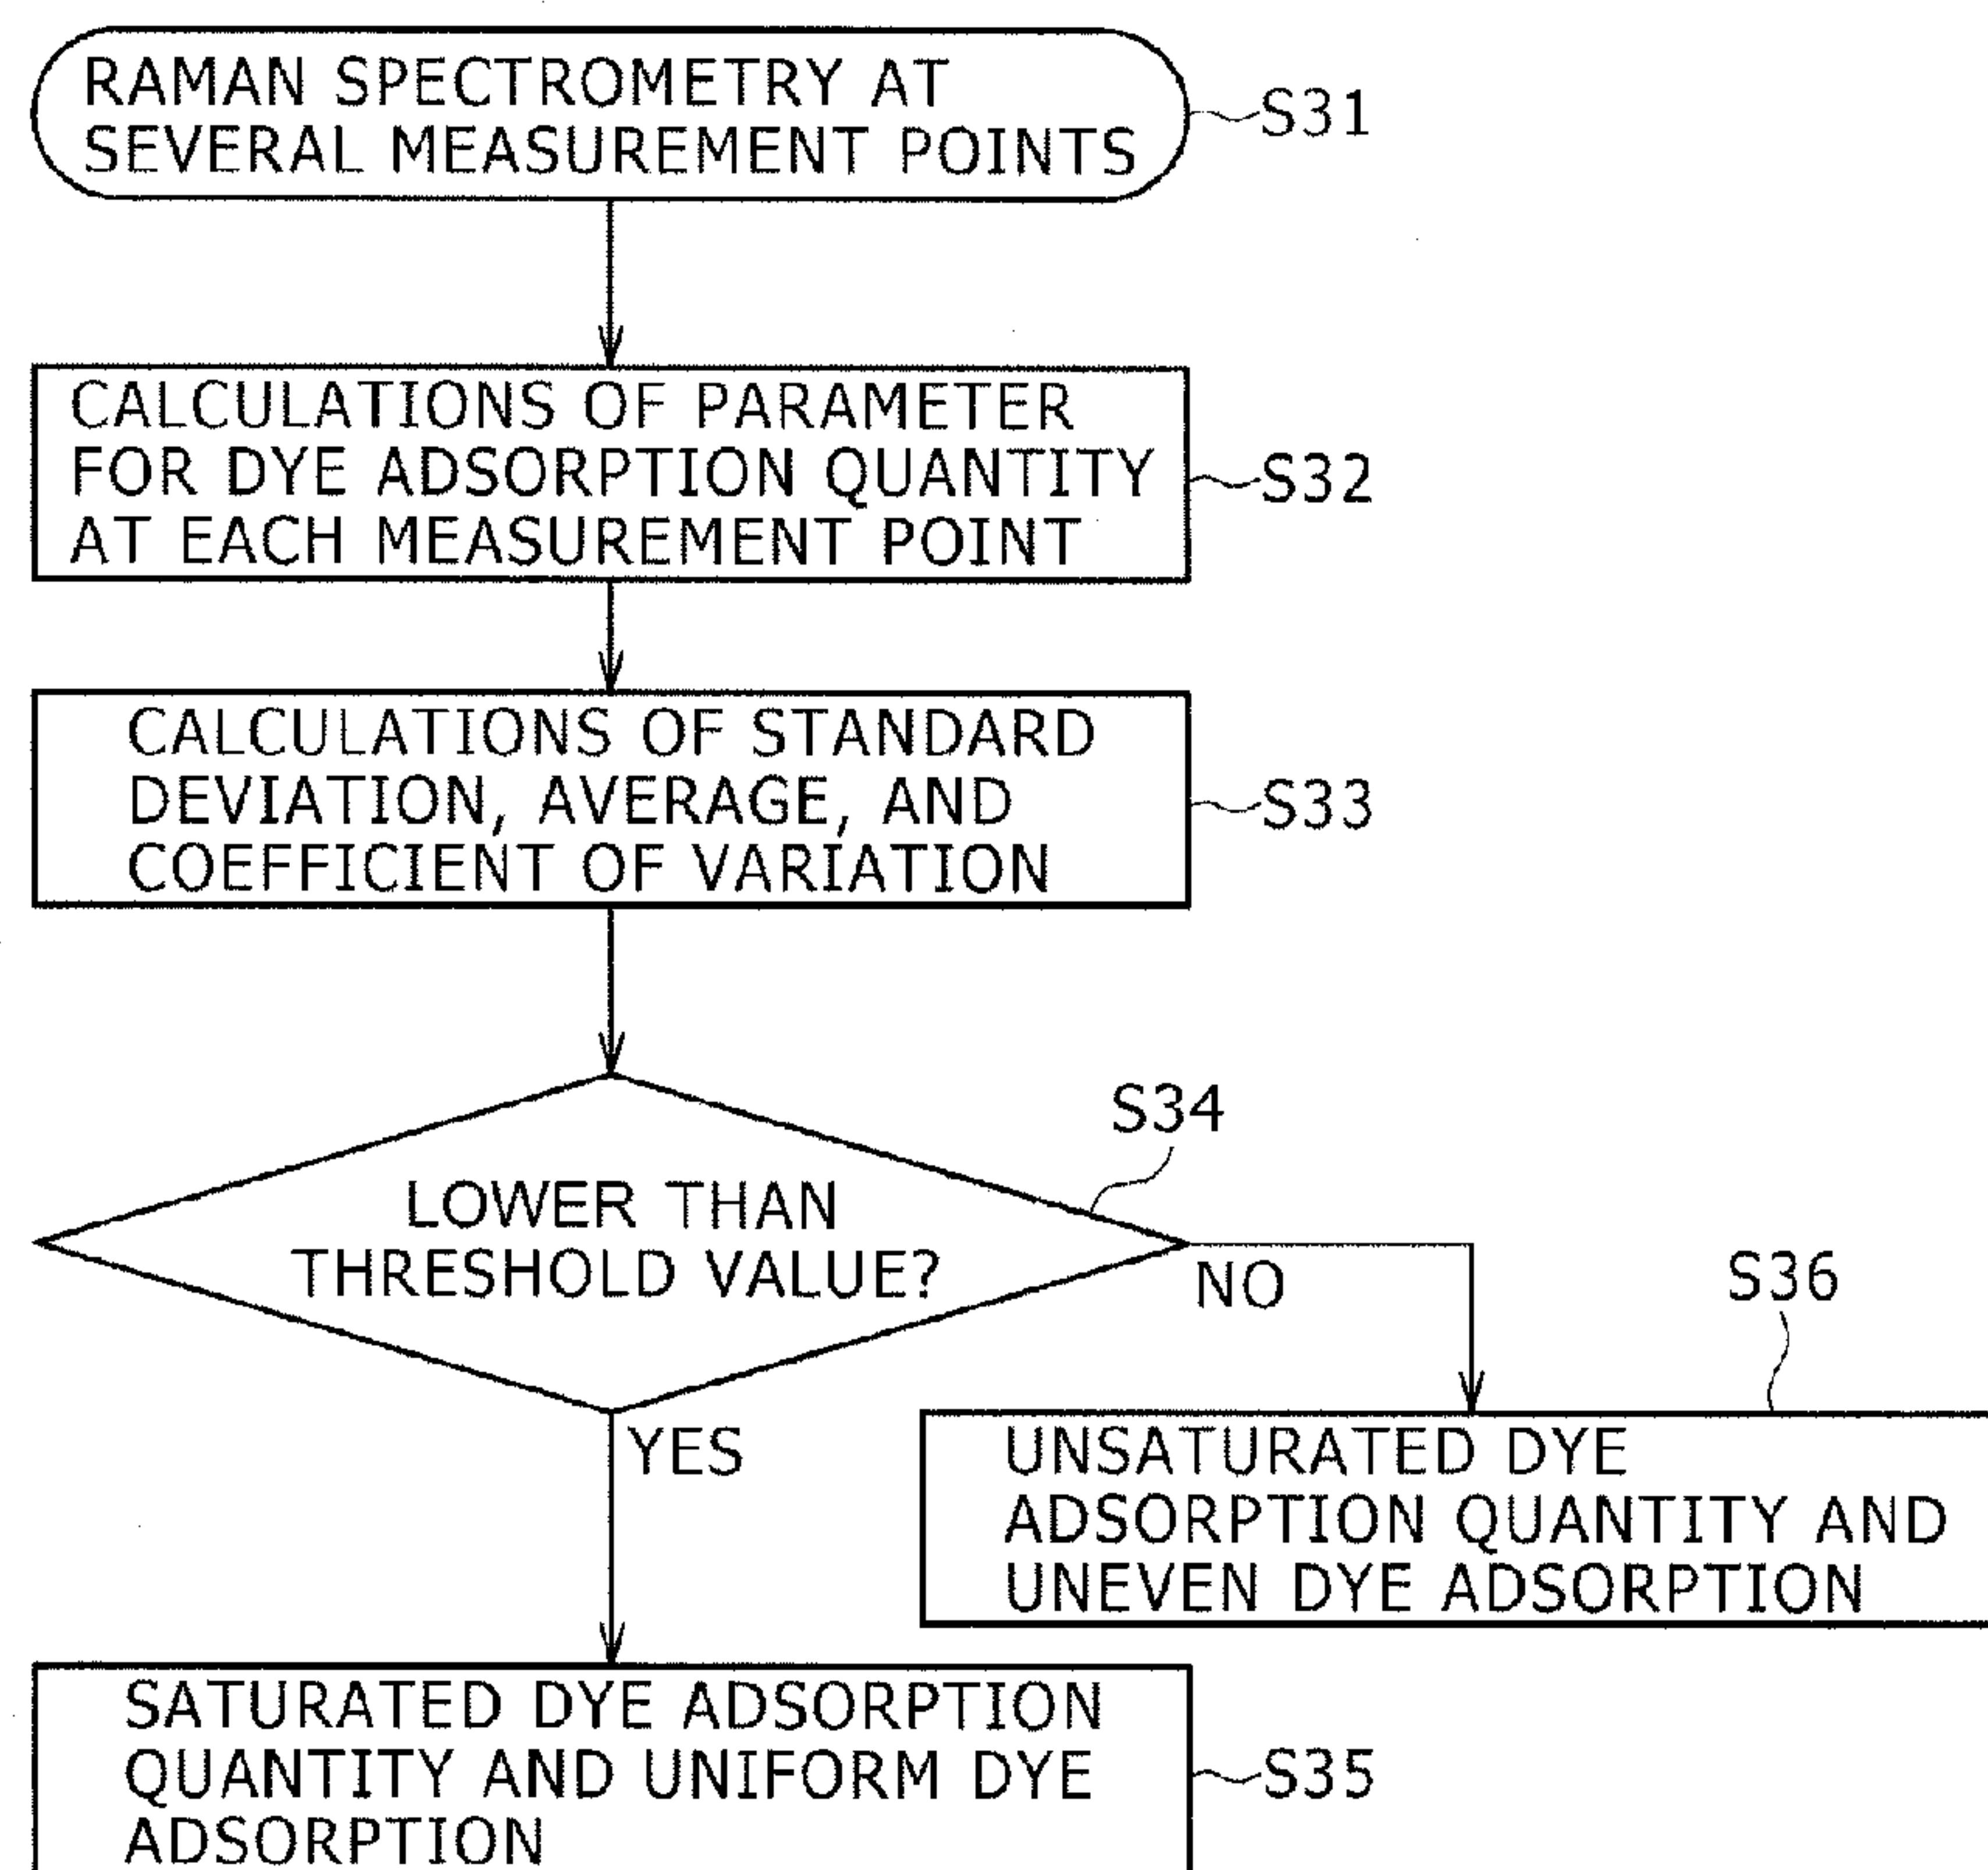 RAMAN SPECTROMETRY AT
SEVERAL MEASUREMENT POINTS
S31
CALCULATIONS OF PARAMETER
FOR DYE ADSORPTION QUANTITY
AT EACH MEASUREMENT POINT
S32
CALCULATIONS OF STANDARD
DEVIATION, AVERAGE, AND
COEFFICIENT OF VARIATION
S33
S34
LOWER THAN
THRESHOLD VALUE?
NO
S36
YES
UNSATURATED DYE
ADSORPTION QUANTITY AND
UNEVEN DYE ADSORPTION
SATURATED DYE ADSORPTION
QUANTITY AND UNIFORM DYE
ADSORPTION
S35